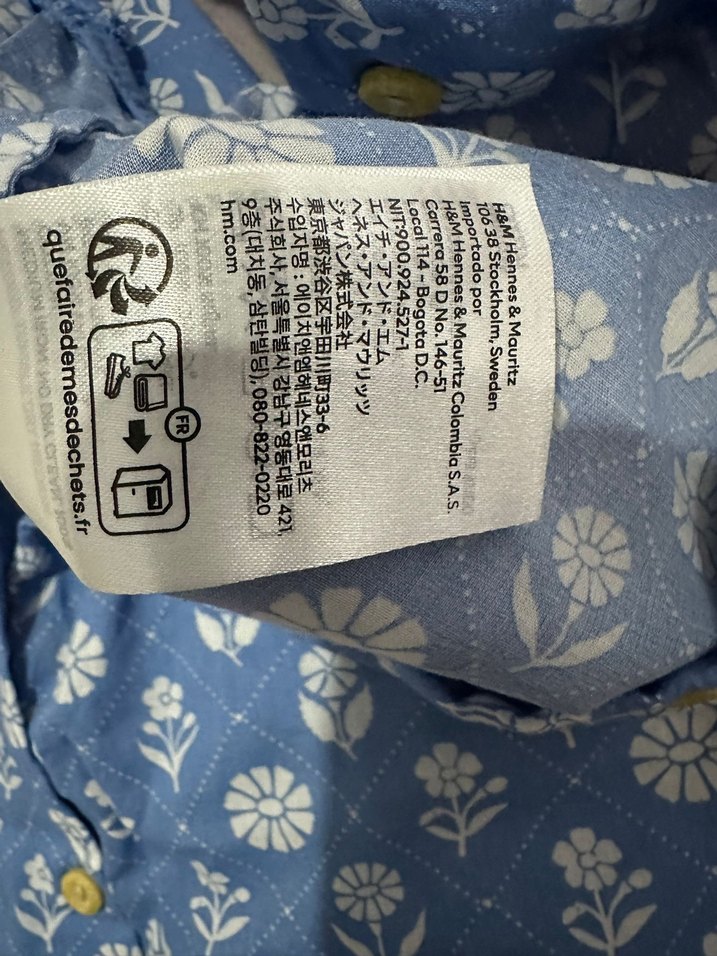 H&M Hennes & Mauritz
106 38 Stockholm, Sweden
Importado por
H&M Hennes & Mauritz Colombia S.A.S.
Carrera 58 D No. 146-51
Local 114 - Bogota D.C.
NIT:900.924.527-1
エイチ・アンド・エム
ヘネス・アンド・マウリッツ
ジャパン株式会社
東京都渋谷区宇田川町33-6
수입자명 : 에이치앤엠헤네스앤모리츠
주식회사, 서울특별시 강남구 영동대로 421,
9층(대치동, 삼탄빌딩), 080-822-0220
hm.com
FR
quefairedemesdechets.fr